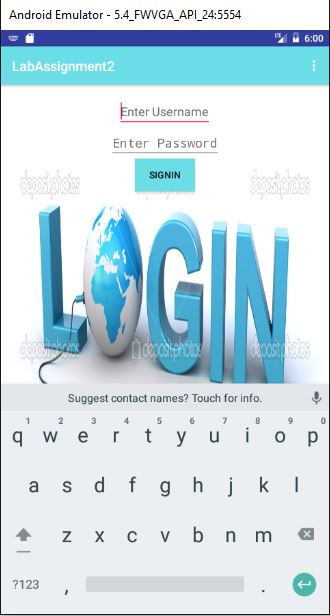 Android Emulator - 5.4_FWVGA_API_24:5554
LTE 6:00
LabAssignment2
Enter Username
Enter Password
SIGNIN
depositphotos depositphotos
LOGIN
depositphotos depositphotos depositphotos
Suggest contact names? Touch for info.
1 2 3 4 5 6 7 8 9 0
q w e r t y u i o p
a s d f g h j k l
z x c v b n m
?123 , .